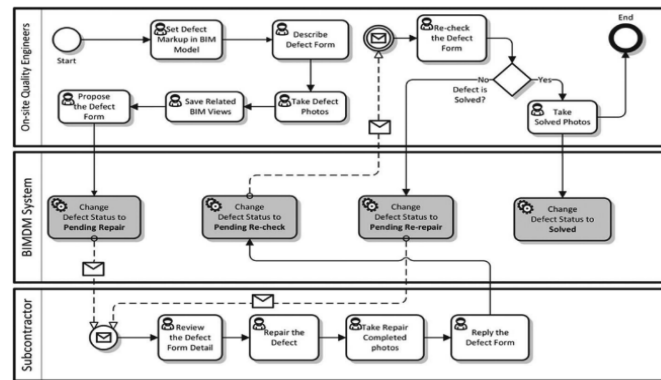 On-site Quality Engineers
Start
Set Defect
Markup in BIM
Model
Describe
Defect Form
Re-check
the Defect
Form
End
No
Defect is
Solved?
Yes
Propose
the Defect
Form
Save Related
BIM Views
Take Defect
Photos
Take
Solved Photos
BIMDM System
Change
Defect Status to
Pending Repair
Change
Defect Status to
Pending Re-check
Change
Defect Status to
Pending Re-repair
Change
Defect Status to
Solved
Subcontractor
Review
the Defect
Form Detail
Repair the
Defect
Take Repair
Completed
photos
Reply the
Defect Form